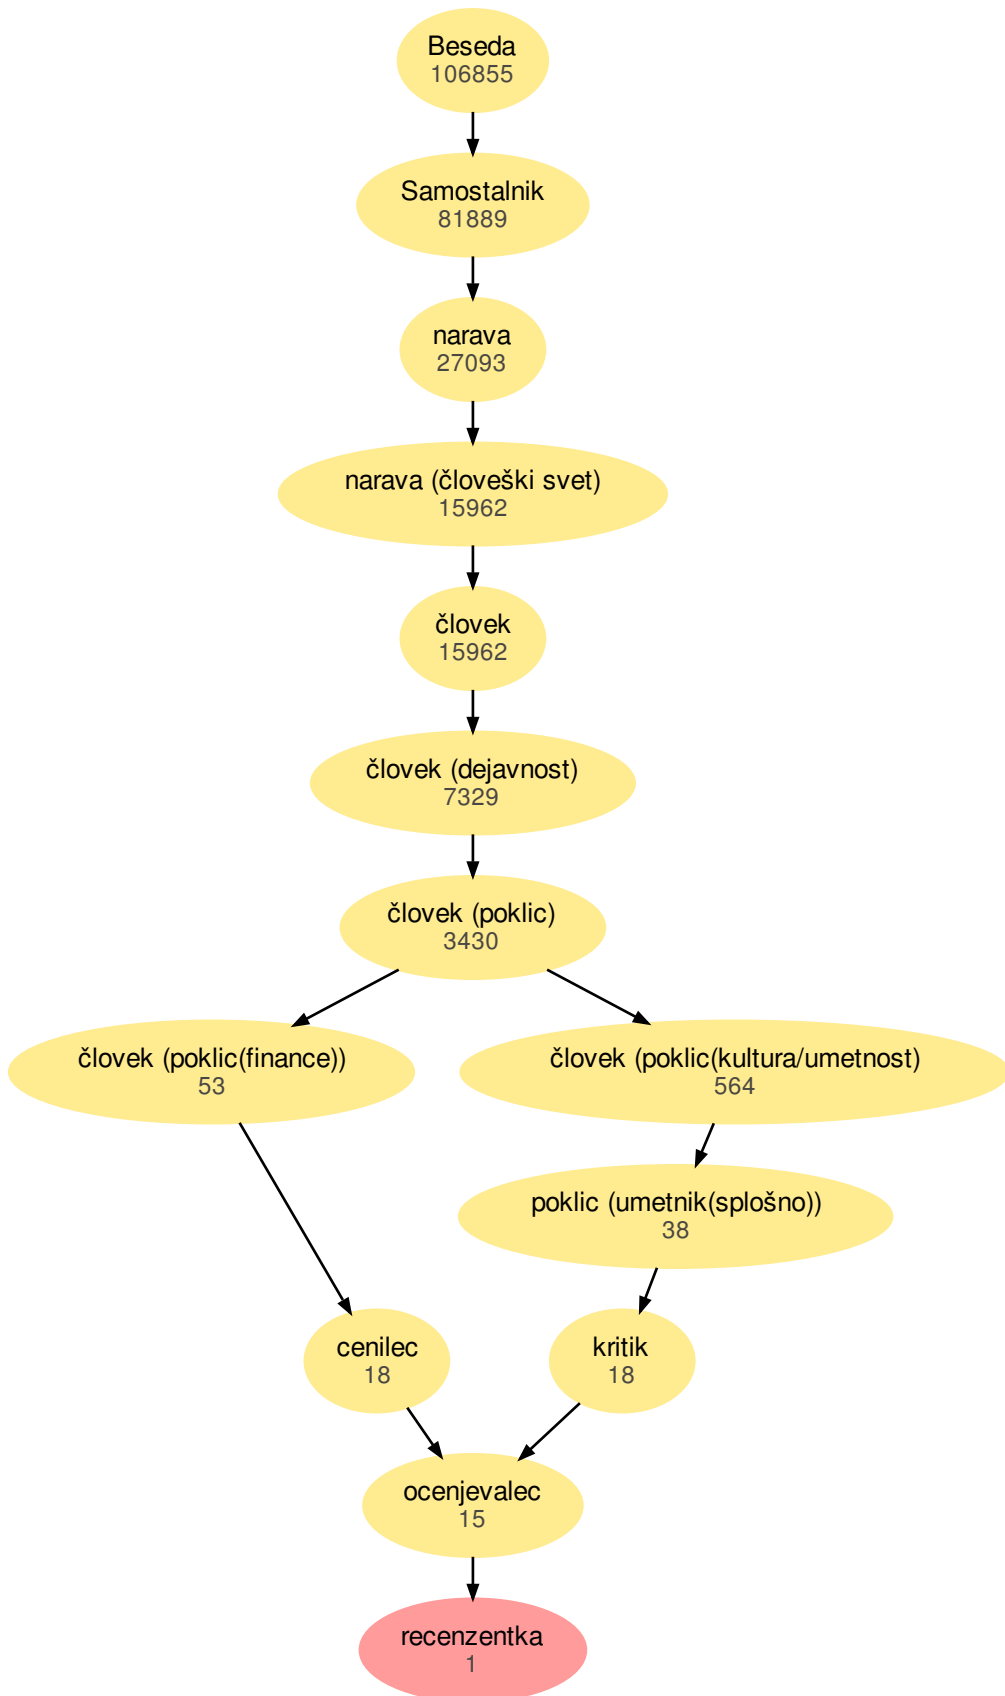 Beseda
106855
Samostalnik
81889
narava
27093
narava (človeški svet)
15962
človek
15962
človek (dejavnost)
7329
človek (poklic)
3430
človek (poklic(finance))
53
človek (poklic(kultura/umetnost)
564
poklic (umetnik(splošno))
38
cenilec
18
kritik
18
ocenjevalec
15
recenzentka
1